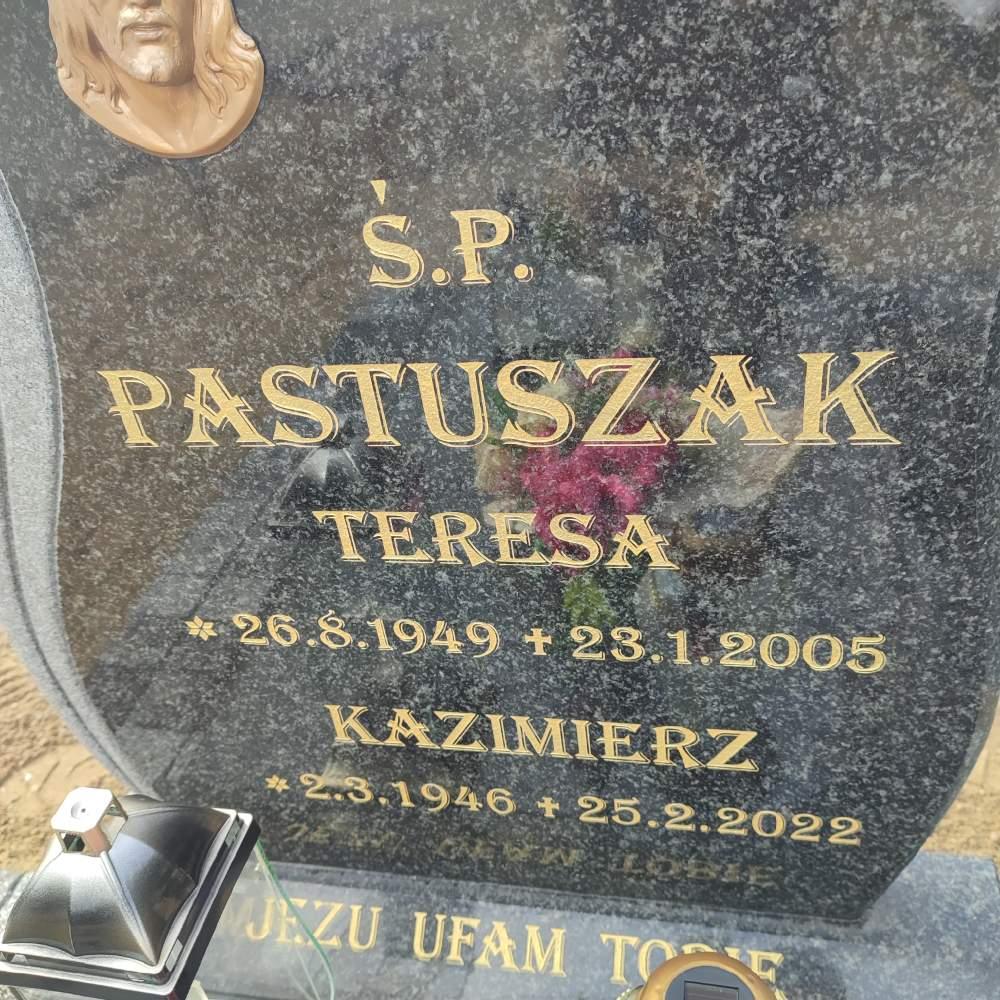 Ś.P.
PASTUSZAK
TERESA
* 26.8.1949 ✝ 23.1.2005
KAZIMIERZ
* 2.3.1946 ✝ 25.2.2022
JEZU UFAM TOBIE